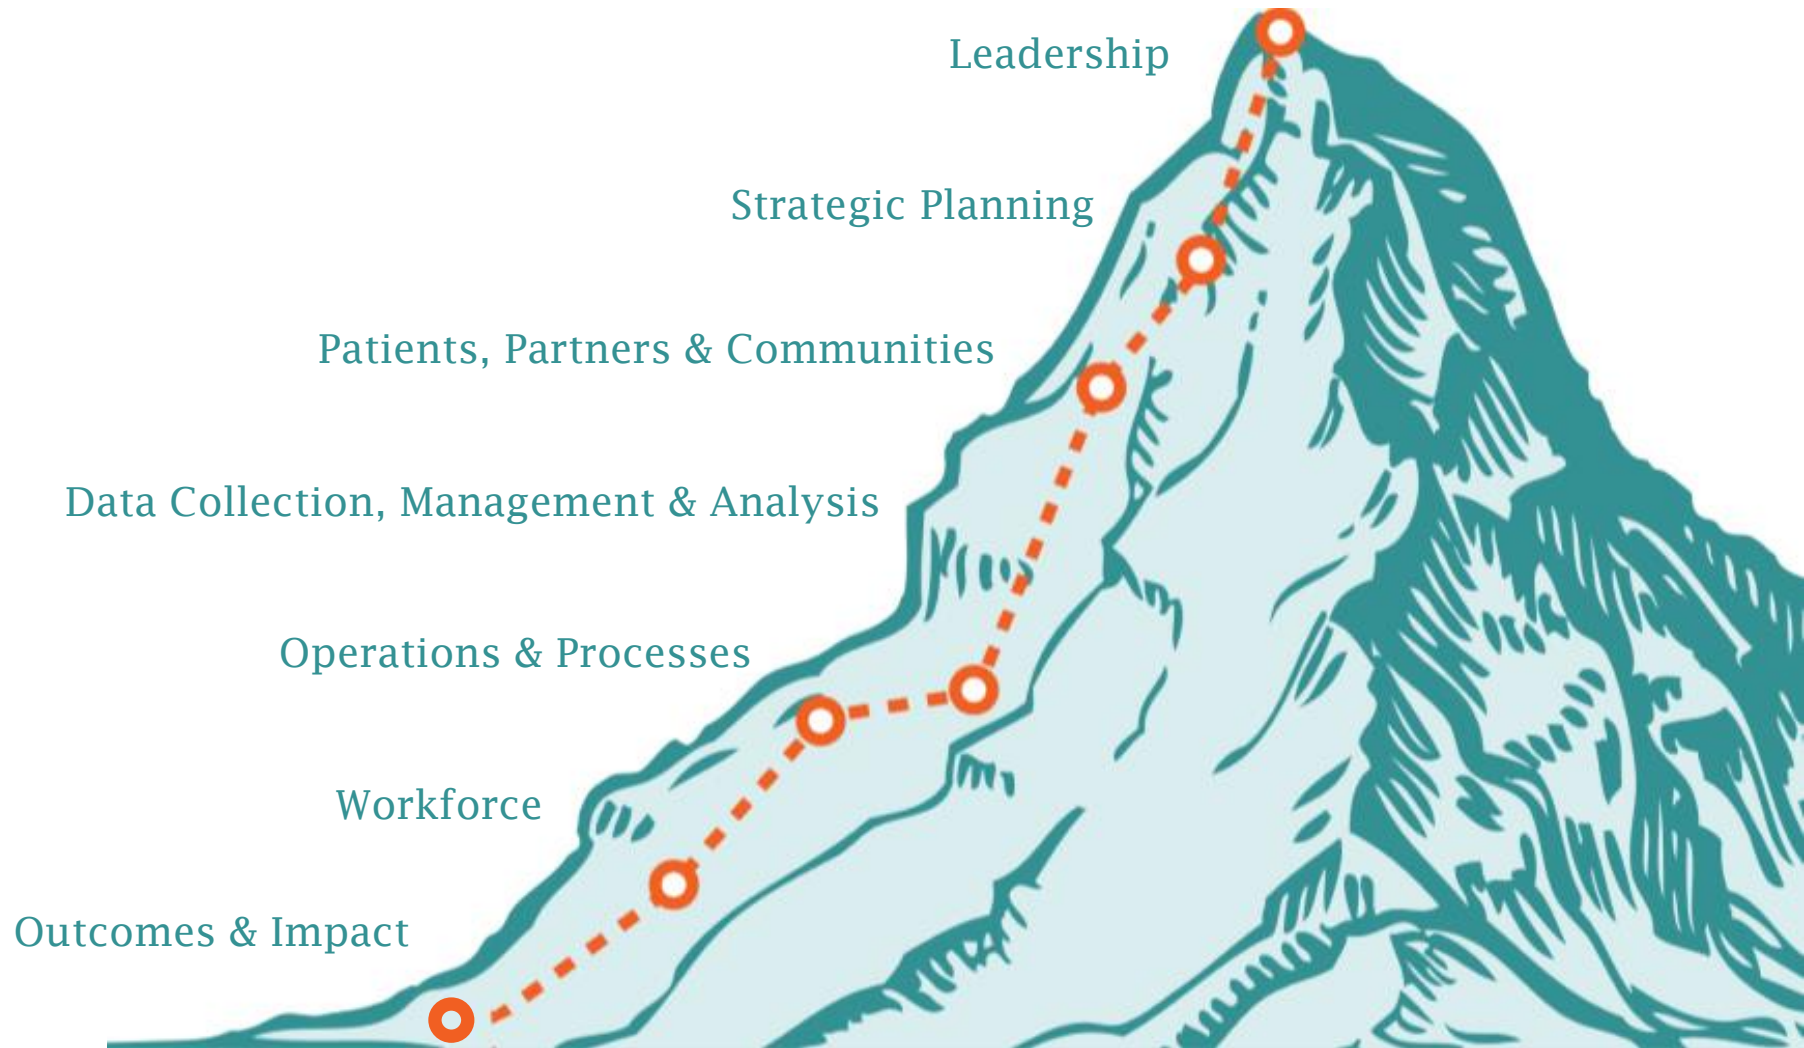 Leadership
Strategic Planning
Patients, Partners & Communities
Data Collection, Management & Analysis
Operations & Processes
Workforce
Outcomes & Impact